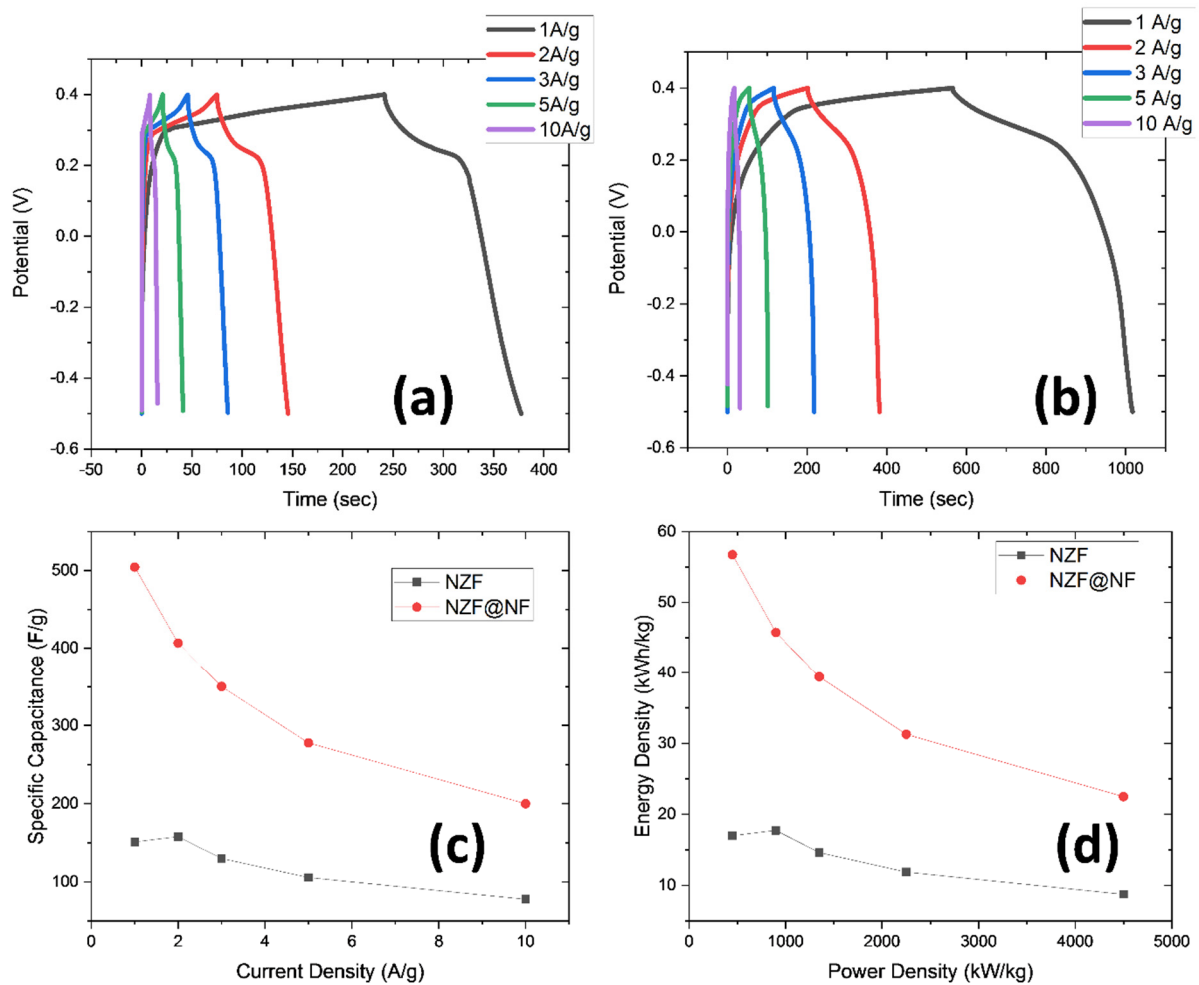 1A/g
2A/g
3A/g
5A/g
10A/g
0.4
0.2
0.0
-0.2
-0.4
-0.6
Potential (V)
-50 0 50 100 150 200 250 300 350 400
Time (sec)
(a)
1 A/g
2 A/g
3 A/g
5 A/g
10 A/g
0.4
0.2
0.0
-0.2
-0.4
-0.6
Potential (V)
0 200 400 600 800 1000
Time (sec)
(b)
NZF
NZF@NF
500
400
300
200
100
Specific Capacitance (F/g)
0 2 4 6 8 10
Current Density (A/g)
(c)
NZF
NZF@NF
60
50
40
30
20
10
Energy Density (kWh/kg)
0 1000 2000 3000 4000 5000
Power Density (kW/kg)
(d)